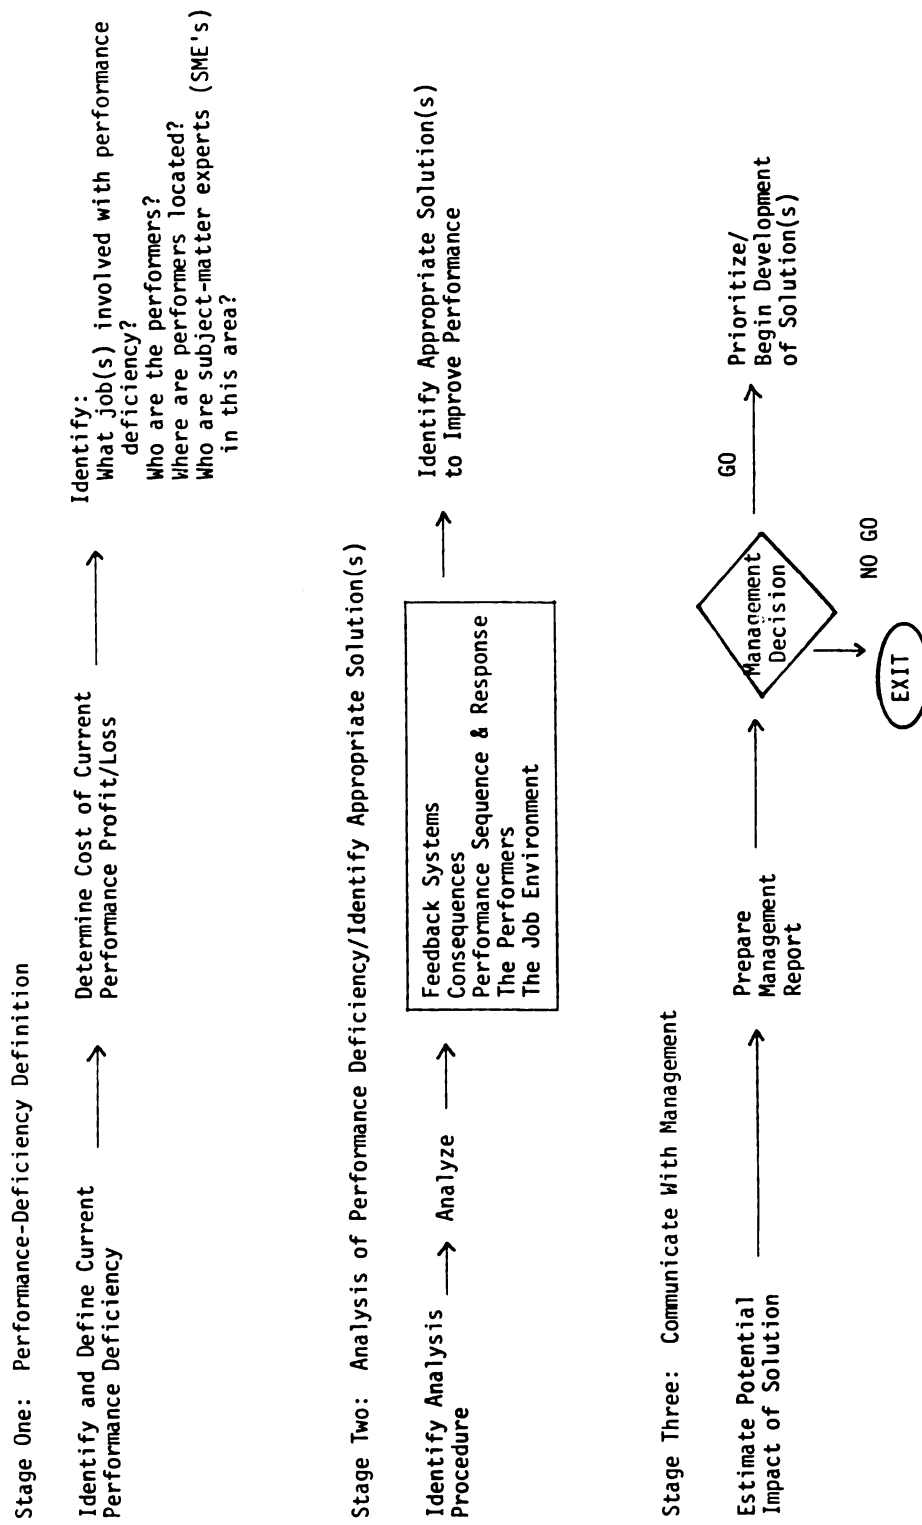 Stage One:  Performance-Deficiency Definition
Identify and Define Current
Performance Deficiency
Determine Cost of Current
Performance Profit/Loss
Identify:
What job(s) involved with performance
deficiency?
Who are the performers?
Where are performers located?
Who are subject-matter experts (SME's)
in this area?
Stage Two:  Analysis of Performance Deficiency/Identify Appropriate Solution(s)
Identify Analysis
Procedure
Analyze
Feedback Systems
Consequences
Performance Sequence & Response
The Performers
The Job Environment
Identify Appropriate Solution(s)
to Improve Performance
Stage Three:  Communicate With Management
Estimate Potential
Impact of Solution
Prepare
Management
Report
Management
Decision
GO
Prioritize/
Begin Development
of Solution(s)
NO GO
EXIT